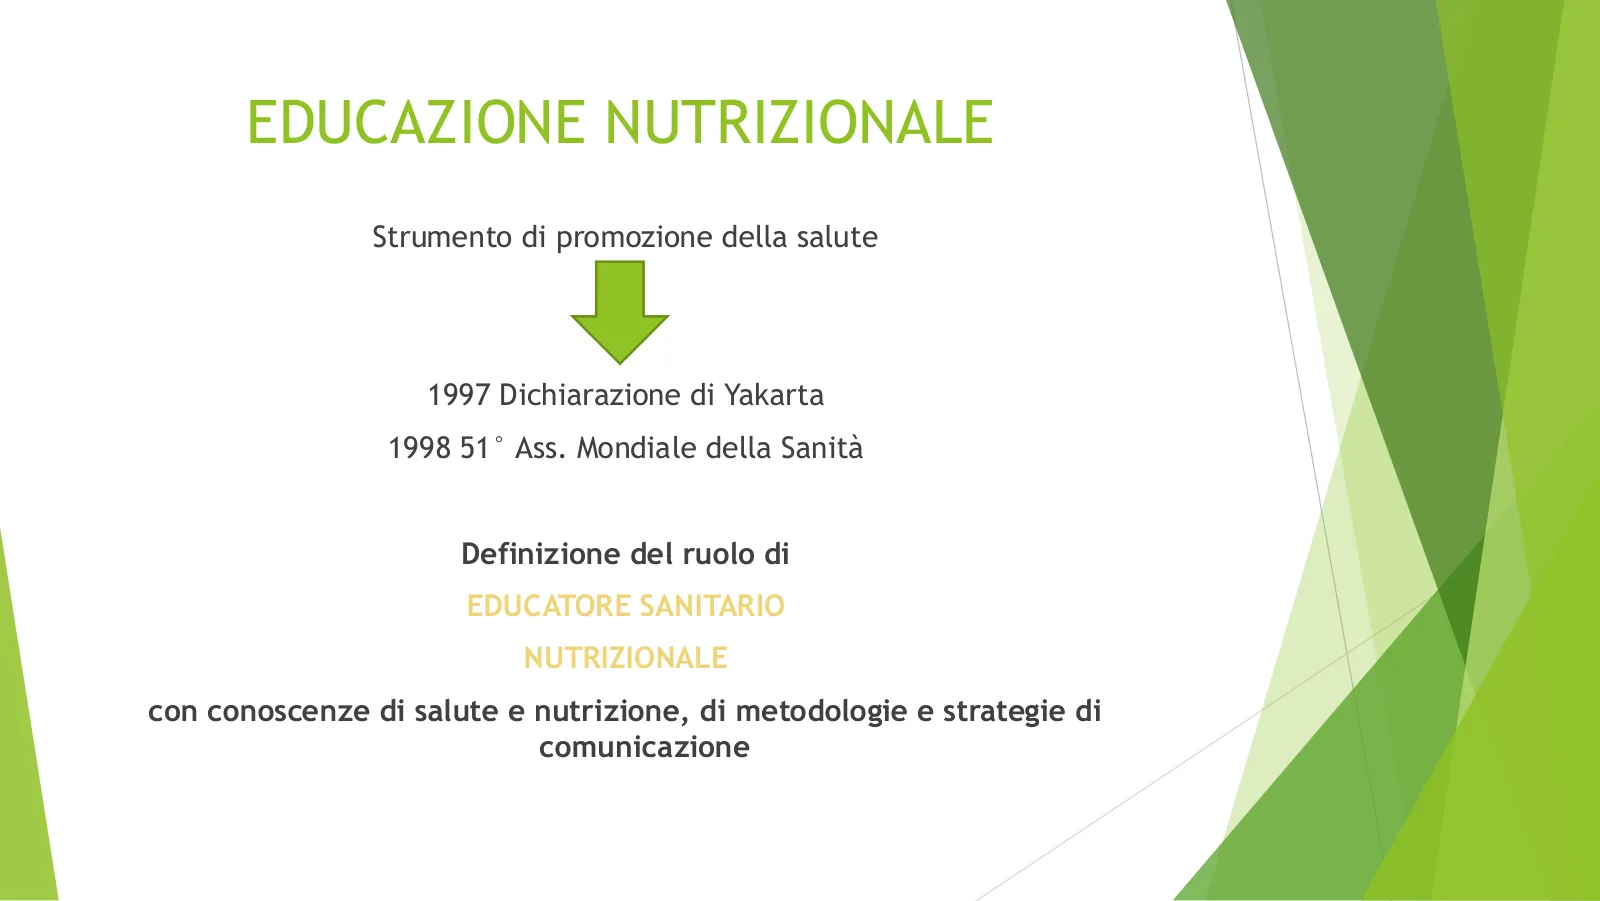 EDUCAZIONE NUTRIZIONALE
Strumento di promozione della salute
1997 Dichiarazione di Yakarta
1998 51° Ass. Mondiale della Sanità
Definizione del ruolo di
EDUCATORE SANITARIO
NUTRIZIONALE
con conoscenze di salute e nutrizione, di metodologie e strategie di
comunicazione